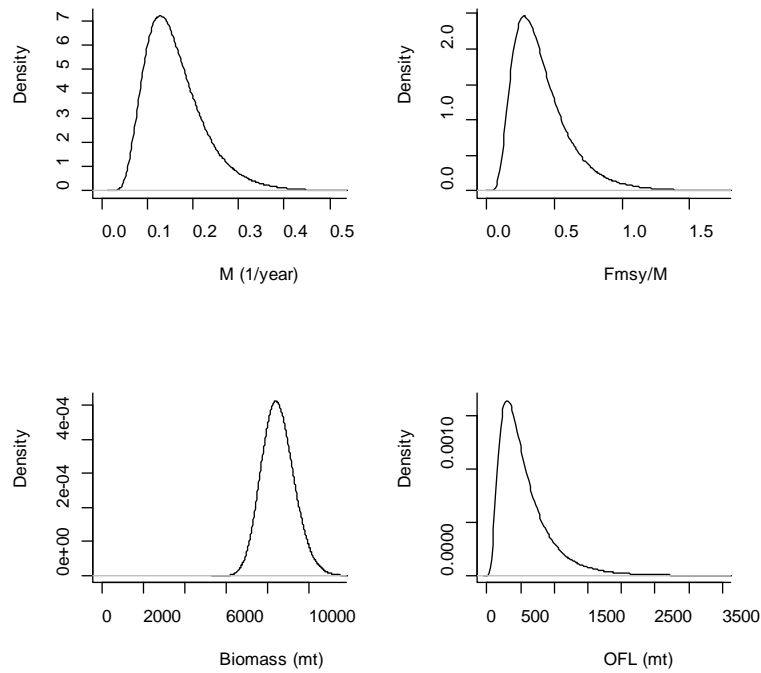 Density
7
6
5
4
3
2
1
0
0.0 0.1 0.2 0.3 0.4 0.5
M (1/year)
Density
2.0
1.0
0.0
0.0 0.5 1.0 1.5
Fmsy/M
Density
4e-04
2e-04
0e+00
0 2000 6000 10000
Biomass (mt)
Density
0.0010
0.0000
0 500 1500 2500 3500
OFL (mt)